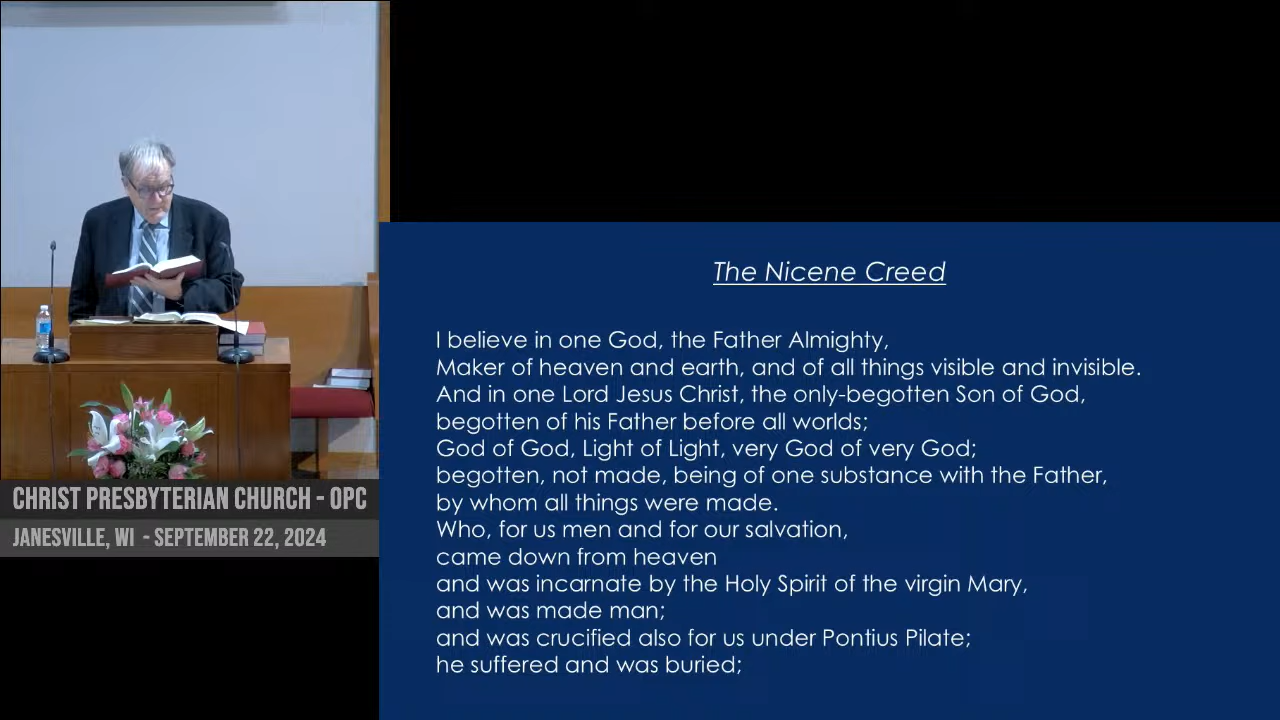 CHRIST PRESBYTERIAN CHURCH - OPC
JANESVILLE, WI - SEPTEMBER 22, 2024
The Nicene Creed
I believe in one God, the Father Almighty,
Maker of heaven and earth, and of all things visible and invisible.
And in one Lord Jesus Christ, the only-begotten Son of God,
begotten of his Father before all worlds;
God of God, Light of Light, very God of very God;
begotten, not made, being of one substance with the Father,
by whom all things were made.
Who, for us men and for our salvation,
came down from heaven
and was incarnate by the Holy Spirit of the virgin Mary,
and was made man;
and was crucified also for us under Pontius Pilate;
he suffered and was buried;